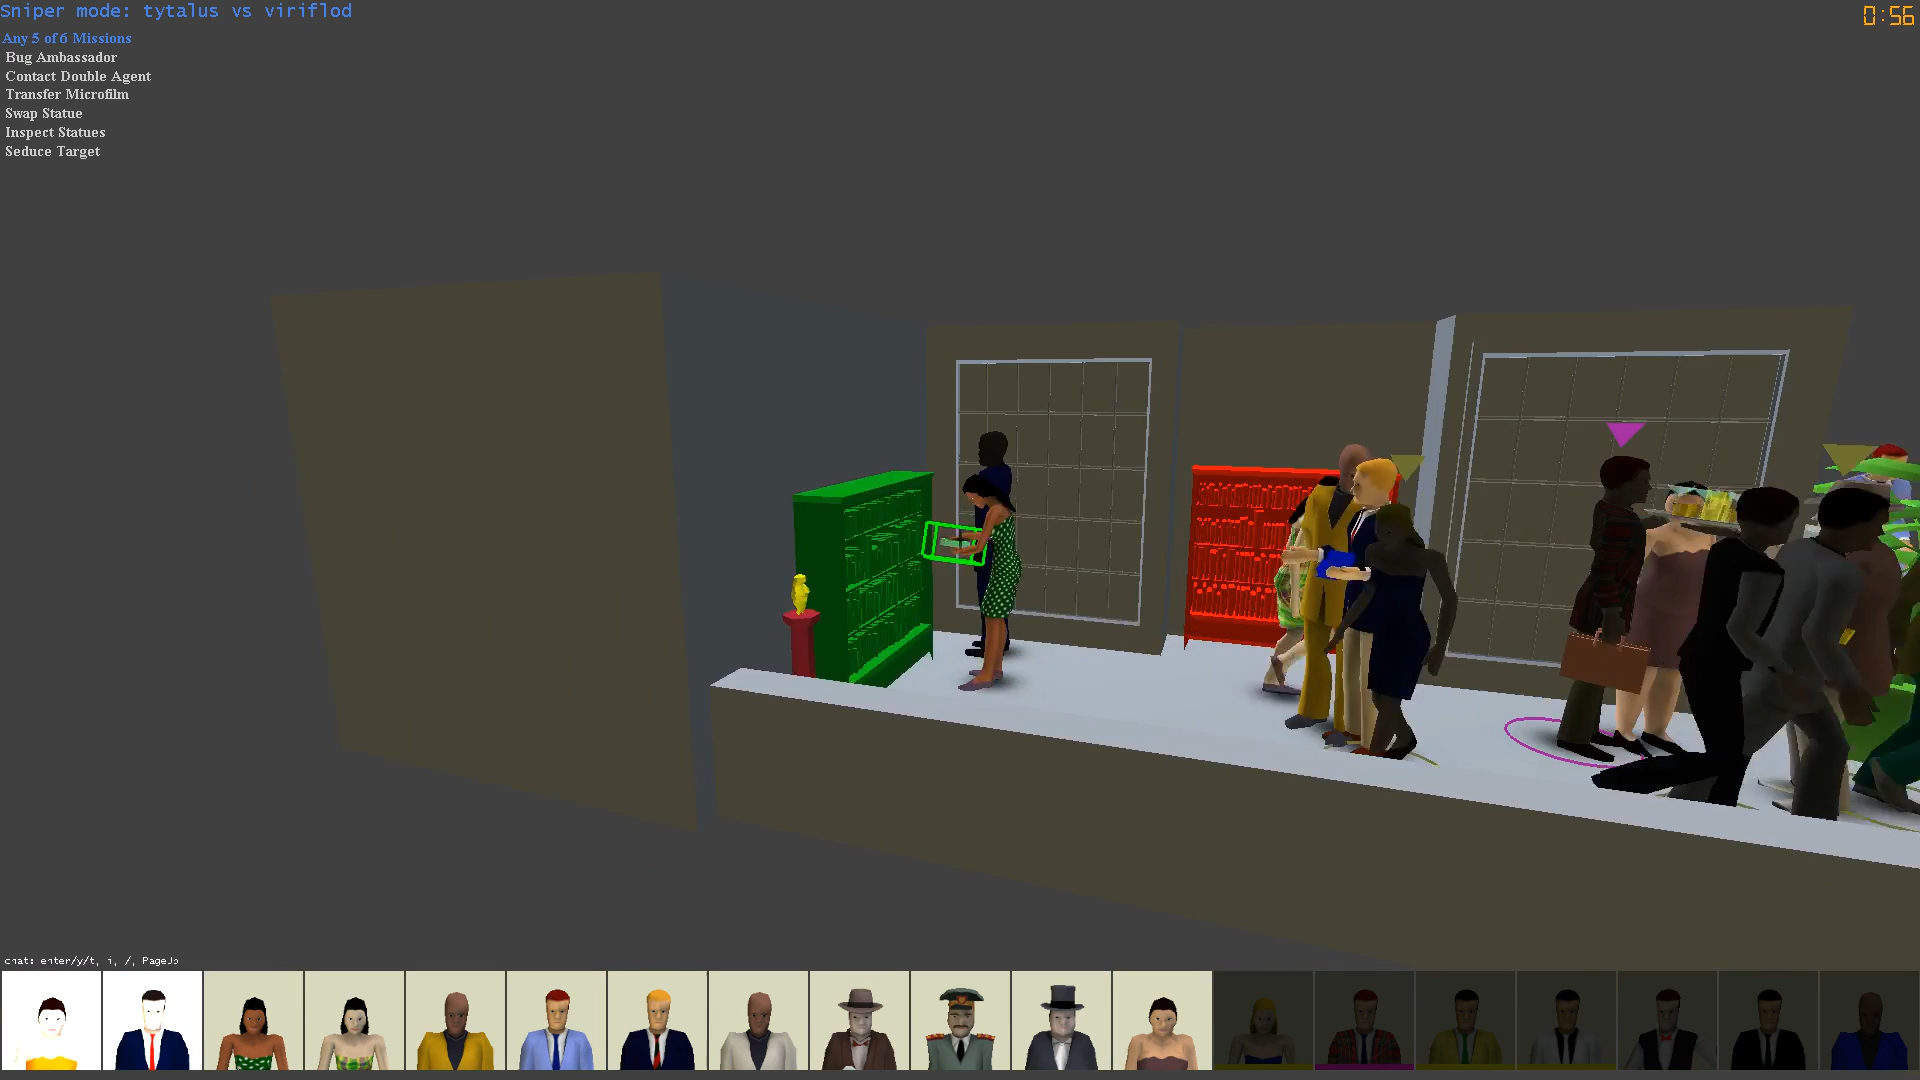 Sniper mode: tytalus vs viriflod
0:56
Any 5 of 6 Missions
Bug Ambassador
Contact Double Agent
Transfer Microfilm
Swap Statue
Inspect Statues
Seduce Target
chat: enter/y/t, i, /, PageUp